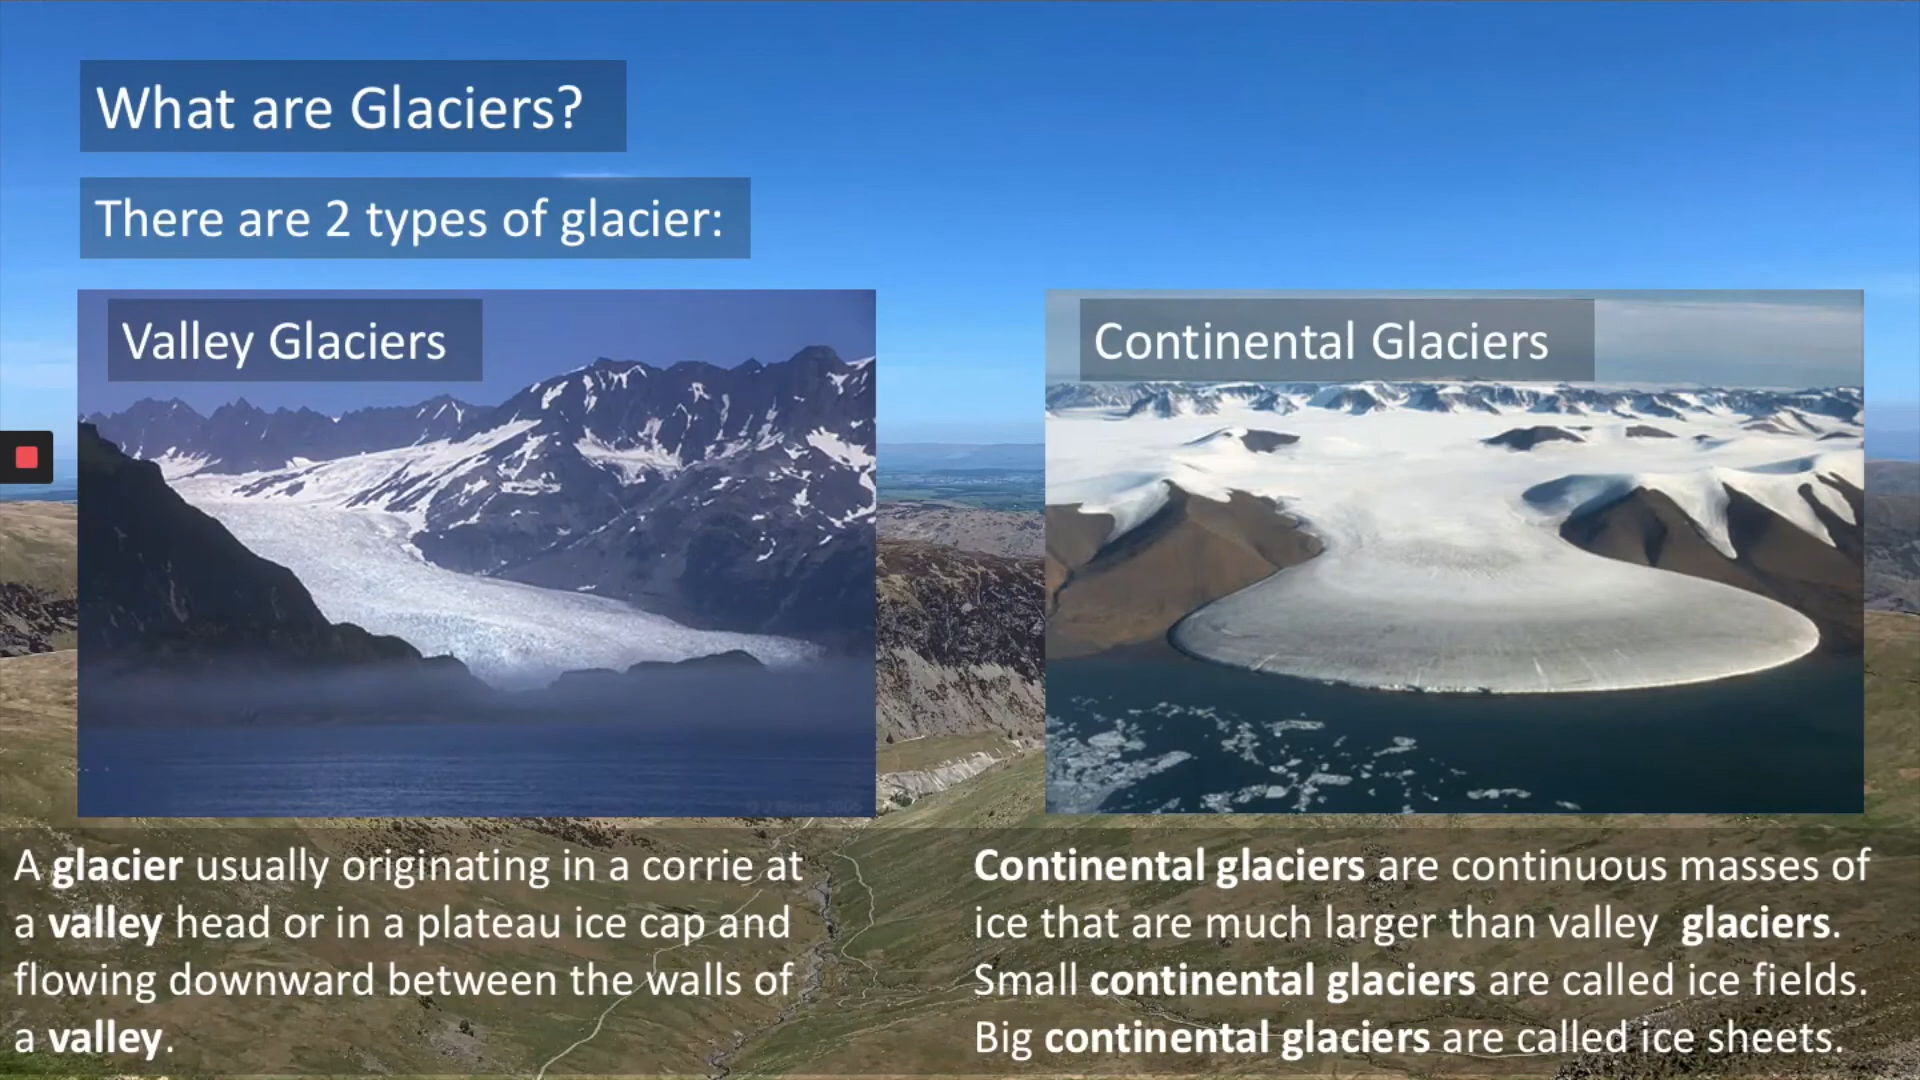 What are Glaciers?
There are 2 types of glacier:
Valley Glaciers
Continental Glaciers
A glacier usually originating in a corrie at
a valley head or in a plateau ice cap and
flowing downward between the walls of
a valley.
Continental glaciers are continuous masses of
ice that are much larger than valley glaciers.
Small continental glaciers are called ice fields.
Big continental glaciers are called ice sheets.